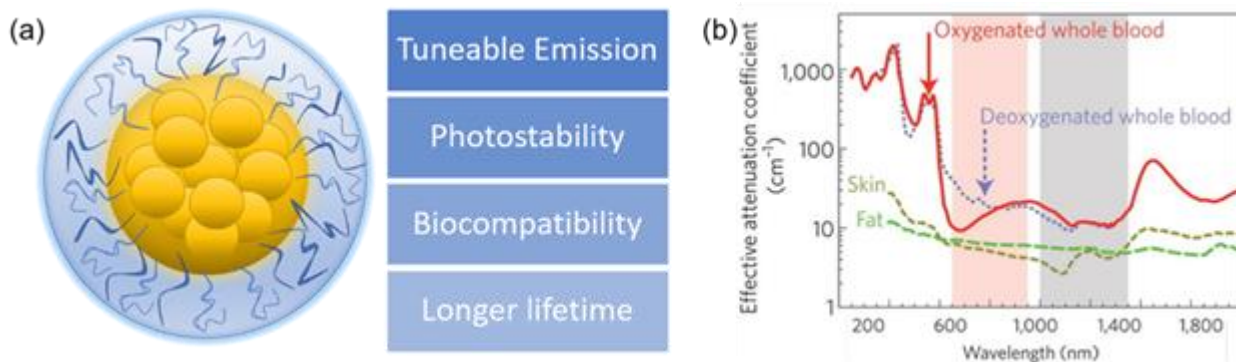 (a)
Tuneable Emission
Photostability
Biocompatibility
Longer lifetime
(b)
Effective attenuation coefficient
(cm⁻¹)
1,000
100
10
1
Oxygenated whole blood
Deoxygenated whole blood
Skin
Fat
200 600 1,000 1,400 1,800
Wavelength (nm)